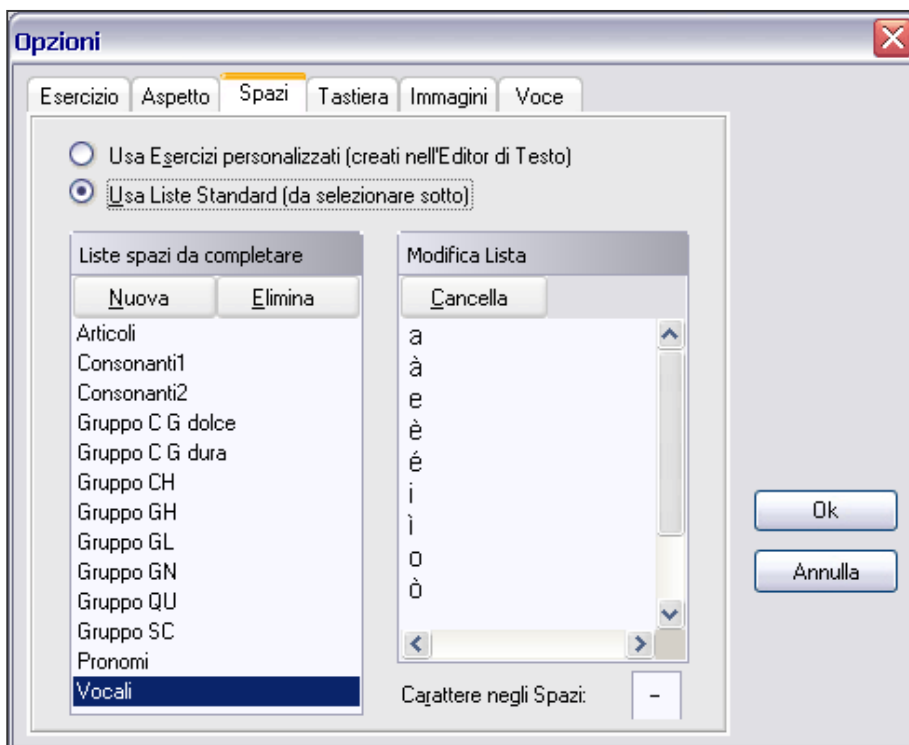 Opzioni
Esercizio Aspetto Spazi Tastiera Immagini Voce
Usa Esercizi personalizzati (creati nell'Editor di Testo)
Usa Liste Standard (da selezionare sotto)
Liste spazi da completare
Nuova Elimina
Articoli
Consonanti1
Consonanti2
Gruppo C G dolce
Gruppo C G dura
Gruppo CH
Gruppo GH
Gruppo GL
Gruppo GN
Gruppo QU
Gruppo SC
Pronomi
Vocali
Modifica Lista
Cancella
a
à
e
è
é
i
ì
o
ò
Carattere negli Spazi: -
Ok
Annulla